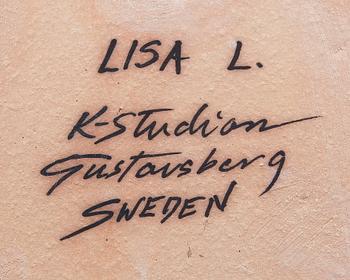 LISA L.
K-Studion
Gustavsberg
SWEDEN